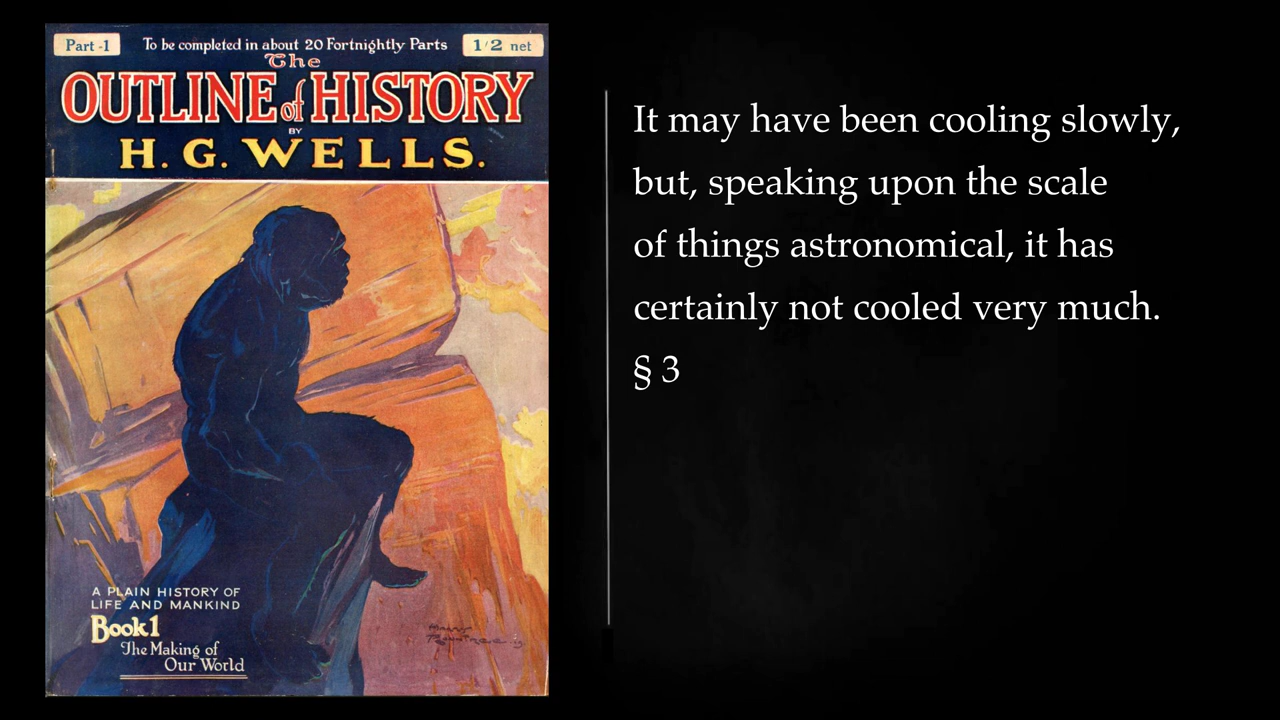 Part -1
To be completed in about 20 Fortnightly Parts
1/2 net
The
OUTLINE of HISTORY
BY
H. G. WELLS.
A PLAIN HISTORY OF
LIFE AND MANKIND
Book 1
The Making of
Our World
It may have been cooling slowly,
but, speaking upon the scale
of things astronomical, it has
certainly not cooled very much.
§ 3